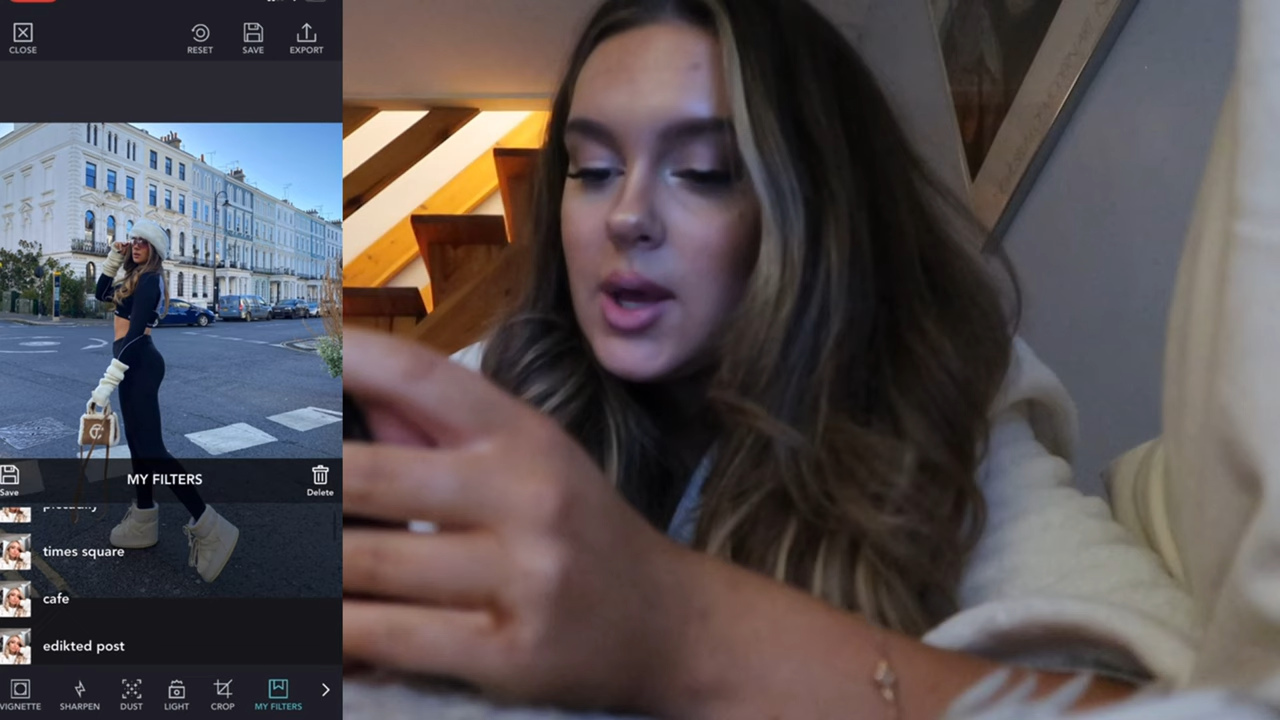 CLOSE
RESET
SAVE
EXPORT
Save
MY FILTERS
Delete
piccadilly
times square
cafe
edikted post
VIGNETTE
SHARPEN
DUST
LIGHT
CROP
MY FILTERS